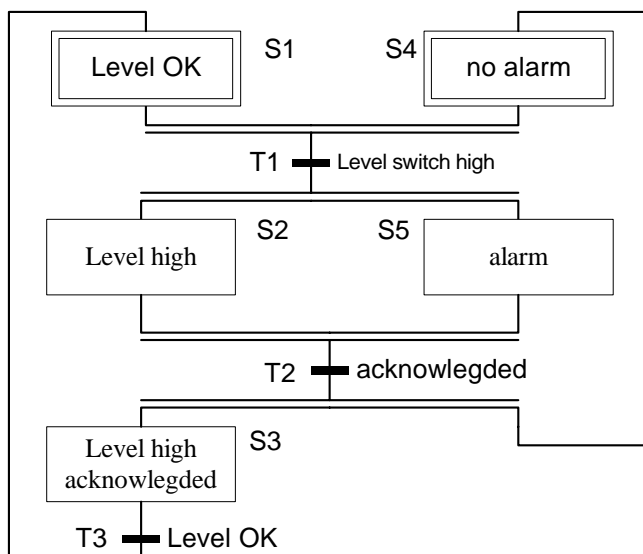 Level OK
S1
S4
no alarm
T1
Level switch high
Level high
S2
S5
alarm
T2
acknowlegded
Level high
acknowlegded
S3
T3
Level OK